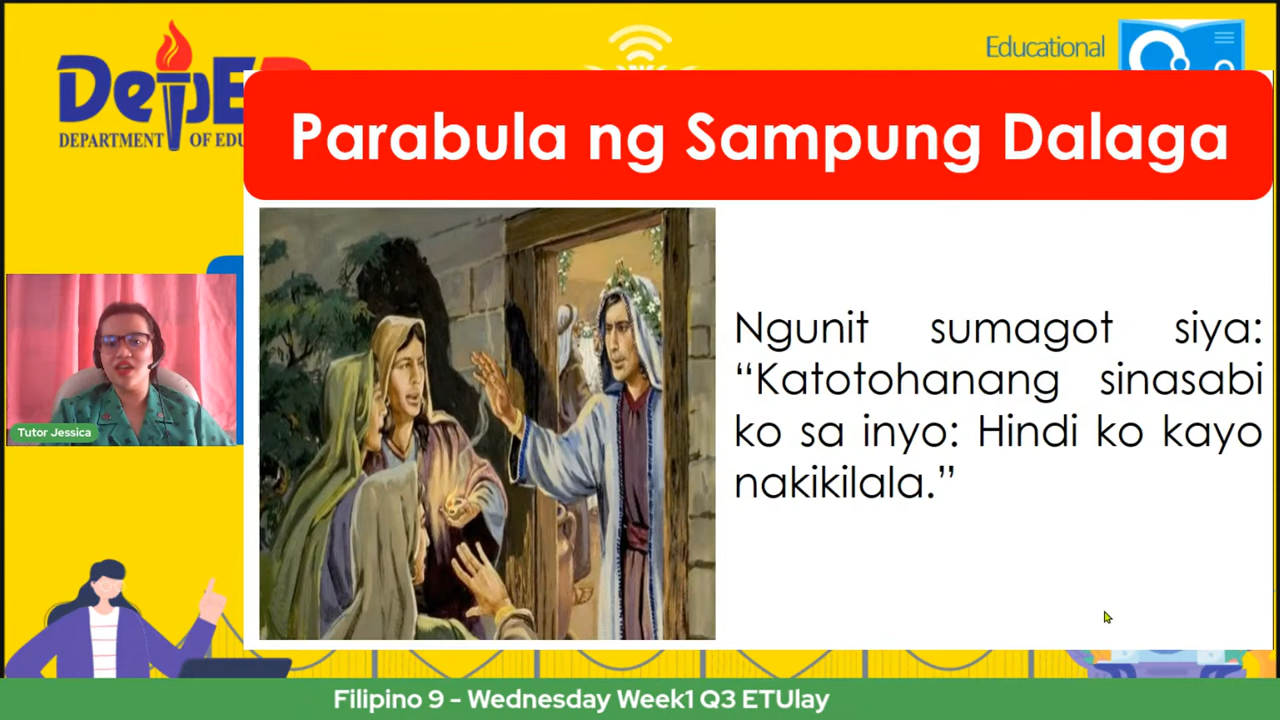 DepED
DEPARTMENT OF EDU
Educational
Parabula ng Sampung Dalaga
Ngunit sumagot siya:
“Katotohanang sinasabi
ko sa inyo: Hindi ko kayo
nakikilala.”
Tutor Jessica
Filipino 9 - Wednesday Week1 Q3 ETUlay